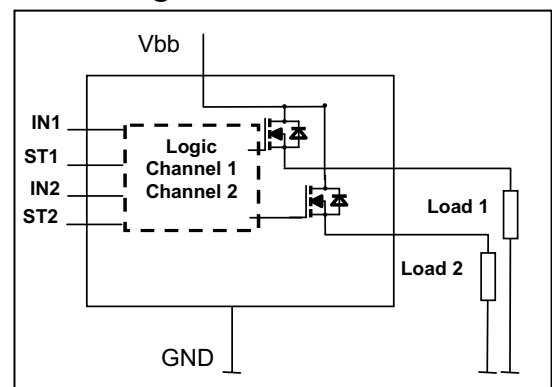 Vbb
IN1
ST1
IN2
ST2
Logic
Channel 1
Channel 2
Load 1
Load 2
GND